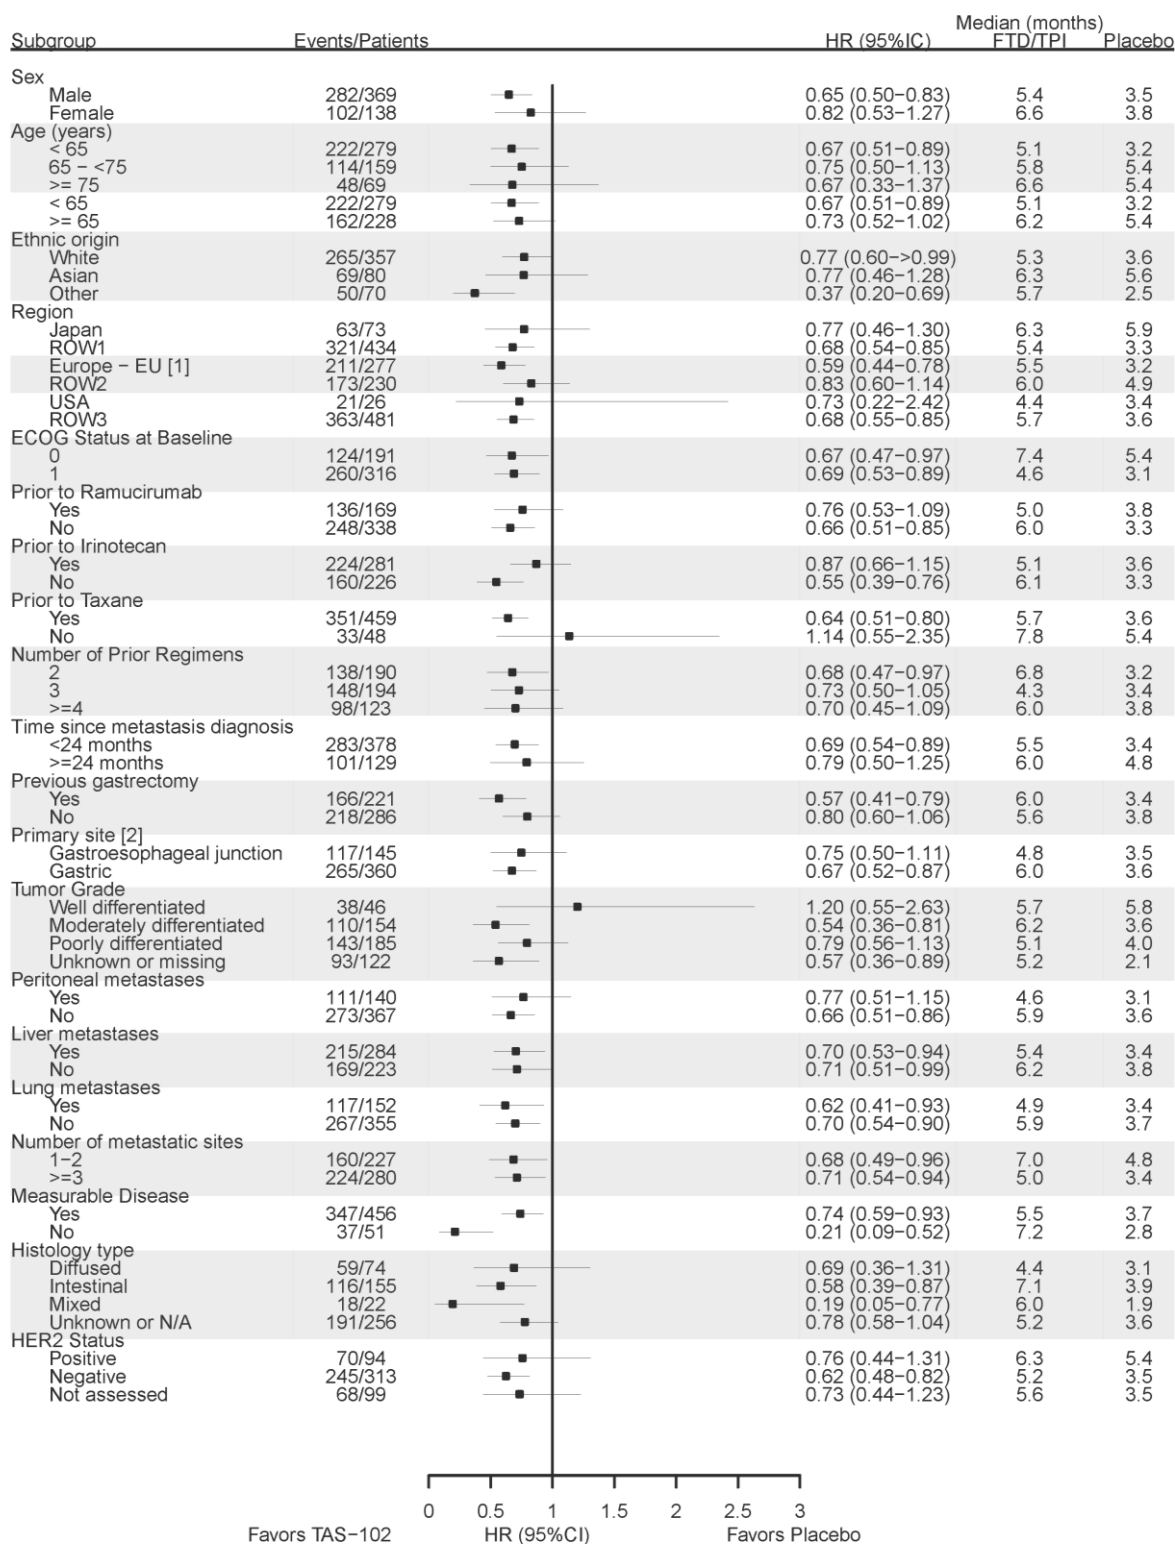 Median (months)
Subgroup Events/Patients HR (95%IC) FTD/TPI Placebo
Sex
Male 282/369 0.65 (0.50−0.83) 5.4 3.5
Female 102/138 0.82 (0.53−1.27) 6.6 3.8
Age (years)
< 65 222/279 0.67 (0.51−0.89) 5.1 3.2
65 − <75 114/159 0.75 (0.50−1.13) 5.8 5.4
>= 75 48/69 0.67 (0.33−1.37) 6.6 5.4
< 65 222/279 0.67 (0.51−0.89) 5.1 3.2
>= 65 162/228 0.73 (0.52−1.02) 6.2 5.4
Ethnic origin
White 265/357 0.77 (0.60−>0.99) 5.3 3.6
Asian 69/80 0.77 (0.46−1.28) 6.3 5.6
Other 50/70 0.37 (0.20−0.69) 5.7 2.5
Region
Japan 63/73 0.77 (0.46−1.30) 6.3 5.9
ROW1 321/434 0.68 (0.54−0.85) 5.4 3.3
Europe − EU [1] 211/277 0.59 (0.44−0.78) 5.5 3.2
ROW2 173/230 0.83 (0.60−1.14) 6.0 4.9
USA 21/26 0.73 (0.22−2.42) 4.4 3.4
ROW3 363/481 0.68 (0.55−0.85) 5.7 3.6
ECOG Status at Baseline
0 124/191 0.67 (0.47−0.97) 7.4 5.4
1 260/316 0.69 (0.53−0.89) 4.6 3.1
Prior to Ramucirumab
Yes 136/169 0.76 (0.53−1.09) 5.0 3.8
No 248/338 0.66 (0.51−0.85) 6.0 3.3
Prior to Irinotecan
Yes 224/281 0.87 (0.66−1.15) 5.1 3.6
No 160/226 0.55 (0.39−0.76) 6.1 3.3
Prior to Taxane
Yes 351/459 0.64 (0.51−0.80) 5.7 3.6
No 33/48 1.14 (0.55−2.35) 7.8 5.4
Number of Prior Regimens
2 138/190 0.68 (0.47−0.97) 6.8 3.2
3 148/194 0.73 (0.50−1.05) 4.3 3.4
>=4 98/123 0.70 (0.45−1.09) 6.0 3.8
Time since metastasis diagnosis
<24 months 283/378 0.69 (0.54−0.89) 5.5 3.4
>=24 months 101/129 0.79 (0.50−1.25) 6.0 4.8
Previous gastrectomy
Yes 166/221 0.57 (0.41−0.79) 6.0 3.4
No 218/286 0.80 (0.60−1.06) 5.6 3.8
Primary site [2]
Gastroesophageal junction 117/145 0.75 (0.50−1.11) 4.8 3.5
Gastric 265/360 0.67 (0.52−0.87) 6.0 3.6
Tumor Grade
Well differentiated 38/46 1.20 (0.55−2.63) 5.7 5.8
Moderately differentiated 110/154 0.54 (0.36−0.81) 6.2 3.6
Poorly differentiated 143/185 0.79 (0.56−1.13) 5.1 4.0
Unknown or missing 93/122 0.57 (0.36−0.89) 5.2 2.1
Peritoneal metastases
Yes 111/140 0.77 (0.51−1.15) 4.6 3.1
No 273/367 0.66 (0.51−0.86) 5.9 3.6
Liver metastases
Yes 215/284 0.70 (0.53−0.94) 5.4 3.4
No 169/223 0.71 (0.51−0.99) 6.2 3.8
Lung metastases
Yes 117/152 0.62 (0.41−0.93) 4.9 3.4
No 267/355 0.70 (0.54−0.90) 5.9 3.7
Number of metastatic sites
1−2 160/227 0.68 (0.49−0.96) 7.0 4.8
>=3 224/280 0.71 (0.54−0.94) 5.0 3.4
Measurable Disease
Yes 347/456 0.74 (0.59−0.93) 5.5 3.7
No 37/51 0.21 (0.09−0.52) 7.2 2.8
Histology type
Diffused 59/74 0.69 (0.36−1.31) 4.4 3.1
Intestinal 116/155 0.58 (0.39−0.87) 7.1 3.9
Mixed 18/22 0.19 (0.05−0.77) 6.0 1.9
Unknown or N/A 191/256 0.78 (0.58−1.04) 5.2 3.6
HER2 Status
Positive 70/94 0.76 (0.44−1.31) 6.3 5.4
Negative 245/313 0.62 (0.48−0.82) 5.2 3.5
Not assessed 68/99 0.73 (0.44−1.23) 5.6 3.5
0 0.5 1 1.5 2 2.5 3
Favors TAS−102 HR (95%CI) Favors Placebo